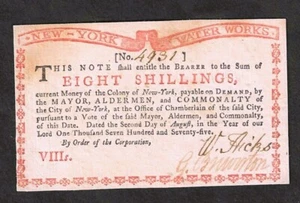 NEW-YORK WATER WORKS.
[No. 4931]
THIS NOTE shall entitle the BEARER to the Sum of
EIGHT SHILLINGS,
current Money of the Colony of New-York, payable on DEMAND, by
the MAYOR, ALDERMEN, and COMMONALTY of
the City of New-York, at the Office of Chamberlain of the said City,
pursuant to a Vote of the said Mayor, Aldermen, and Commonalty,
of this Date. Dated the Second Day of August, in the Year of our
Lord One Thousand Seven Hundred and Seventy-five.
By Order of the Corporation,
W. Hicks
VIIIs.